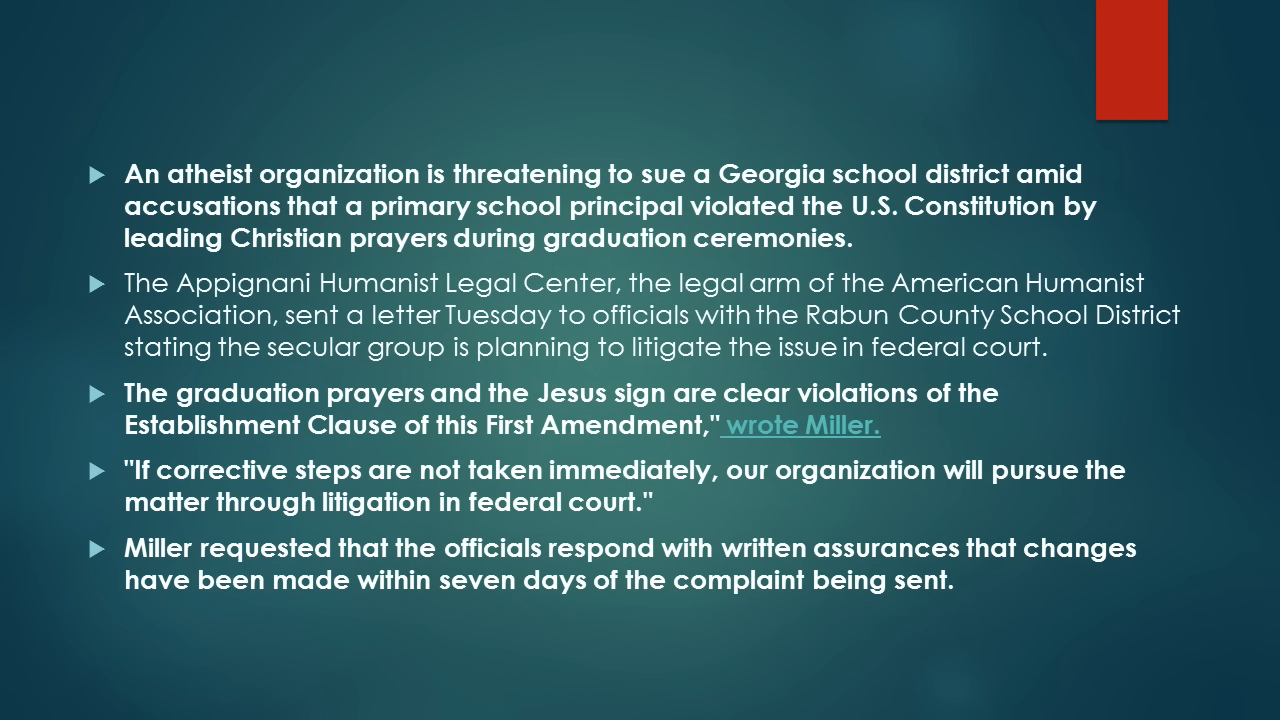 An atheist organization is threatening to sue a Georgia school district amid
accusations that a primary school principal violated the U.S. Constitution by
leading Christian prayers during graduation ceremonies.
The Appignani Humanist Legal Center, the legal arm of the American Humanist
Association, sent a letter Tuesday to officials with the Rabun County School District
stating the secular group is planning to litigate the issue in federal court.
The graduation prayers and the Jesus sign are clear violations of the
Establishment Clause of this First Amendment," wrote Miller.
"If corrective steps are not taken immediately, our organization will pursue the
matter through litigation in federal court."
Miller requested that the officials respond with written assurances that changes
have been made within seven days of the complaint being sent.